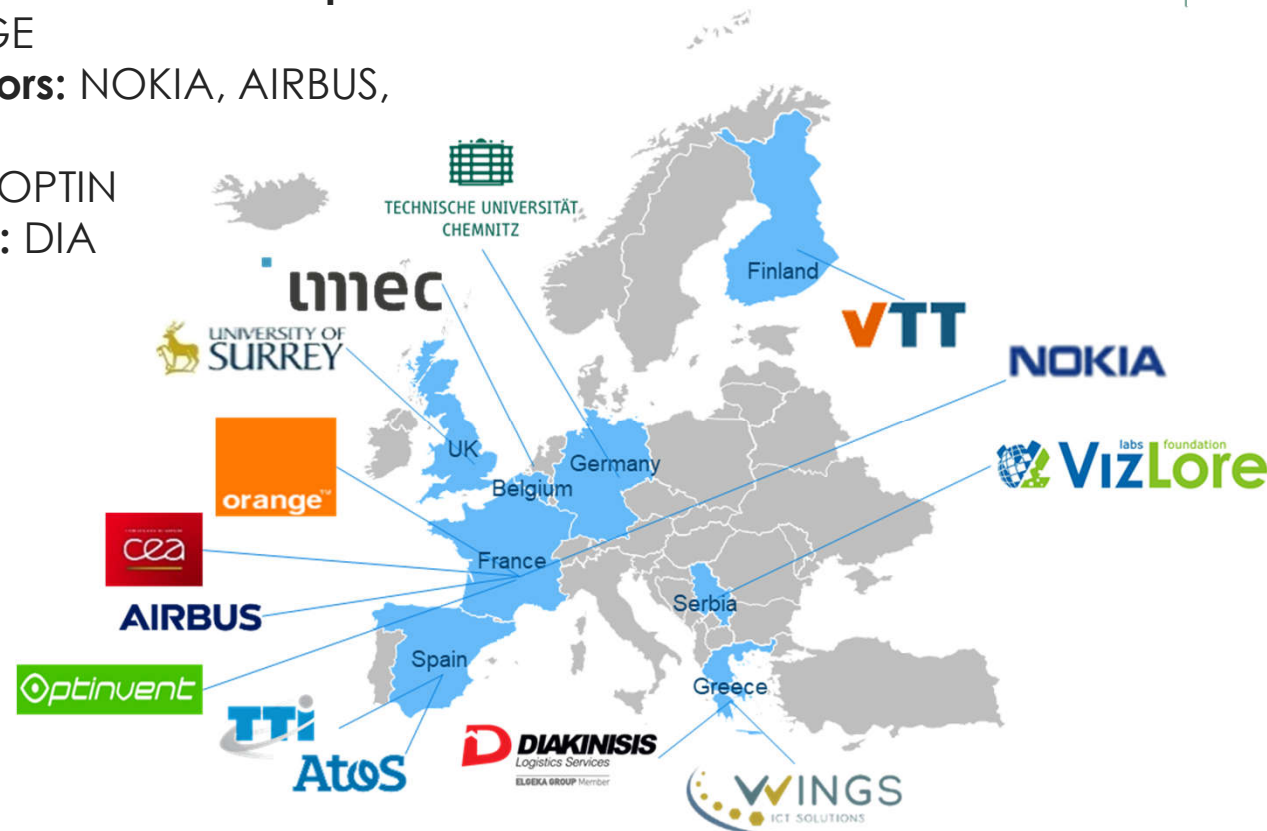 GE
ors: NOKIA, AIRBUS,
OPTIN
: DIA
TECHNISCHE UNIVERSITÄT
CHEMNITZ
imec
UNIVERSITY OF
SURREY
Finland
VTT
NOKIA
labs foundation
VizLore
orange™
UK
Germany
Belgium
cea
France
AIRBUS
Serbia
Optinvent
Spain
Greece
TTi
Atos
DIAKINISIS
Logistics Services
ELGEKA GROUP Member
WINGS
ICT SOLUTIONS